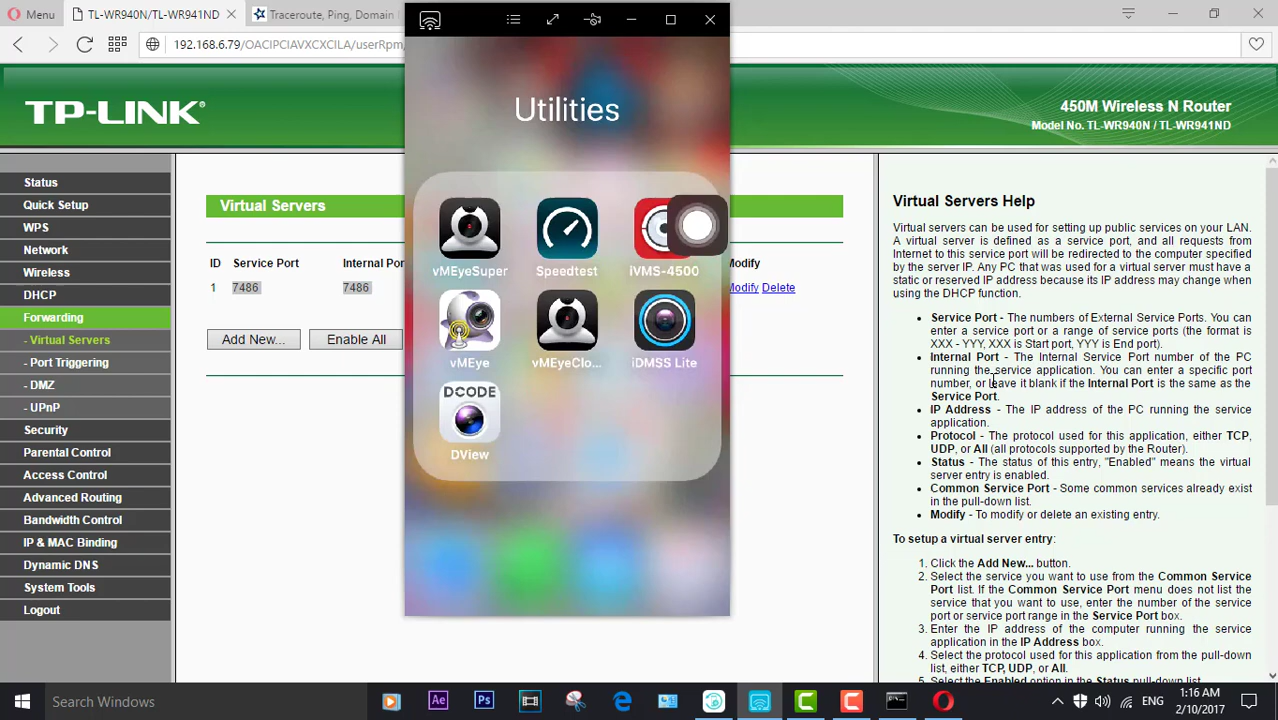 Menu
TL-WR940N/TL-WR941ND
Traceroute, Ping, Domain
192.168.6.79/OACIPCIAVXCXCILA/userRpm,
TP-LINK
450M Wireless N Router
Model No. TL-WR940N / TL-WR941ND
Status
Quick Setup
WPS
Network
Wireless
DHCP
Forwarding
- Virtual Servers
- Port Triggering
- DMZ
- UPnP
Security
Parental Control
Access Control
Advanced Routing
Bandwidth Control
IP & MAC Binding
Dynamic DNS
System Tools
Logout
Virtual Servers
ID Service Port Internal Por
Modify
1 7486 7486
Modify Delete
Add New... Enable All
Utilities
vMEyeSuper Speedtest iVMS-4500
vMEye vMEyeClo... iDMSS Lite
DCODE
DView
Virtual Servers Help
Virtual servers can be used for setting up public services on your LAN.
A virtual server is defined as a service port, and all requests from
Internet to this service port will be redirected to the computer specified
by the server IP. Any PC that was used for a virtual server must have a
static or reserved IP address because its IP address may change when
using the DHCP function.
Service Port - The numbers of External Service Ports. You can
enter a service port or a range of service ports (the format is
XXX - YYY, XXX is Start port, YYY is End port).
Internal Port - The Internal Service Port number of the PC
running the service application. You can enter a specific port
number, or leave it blank if the Internal Port is the same as the
Service Port.
IP Address - The IP address of the PC running the service
application.
Protocol - The protocol used for this application, either TCP,
UDP, or All (all protocols supported by the Router).
Status - The status of this entry, "Enabled" means the virtual
server entry is enabled.
Common Service Port - Some common services already exist
in the pull-down list.
Modify - To modify or delete an existing entry.
To setup a virtual server entry:
1. Click the Add New... button.
2. Select the service you want to use from the Common Service
Port list. If the Common Service Port menu does not list the
service that you want to use, enter the number of the service
port or service port range in the Service Port box.
3. Enter the IP address of the computer running the service
application in the IP Address box.
4. Select the protocol used for this application from the pull-down
list, either TCP, UDP, or All.
5. Select the Enabled option in the Status pull-down list.
Search Windows
Ae
Ps
ENG
1:16 AM
2/10/2017